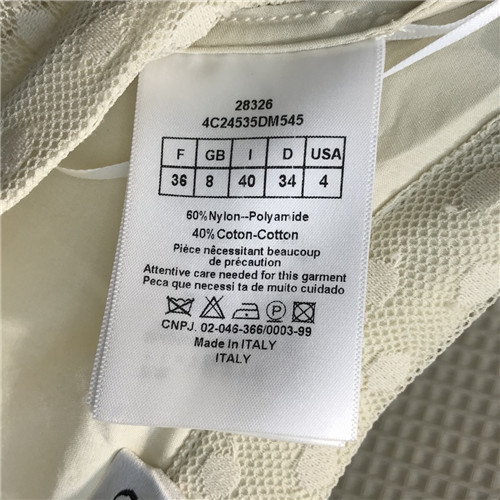 28326
4C24535DM545
F GB I D USA
36 8 40 34 4
60%Nylon--Polyamide
40% Coton-Cotton
Pièce nêcessitant beaucoup
de précaution
Attentive care needed for this garment
Peca que necessi ta de muito cuidado
P
CNPJ. 02-046-366/0003-99
Made In ITALY
ITALY